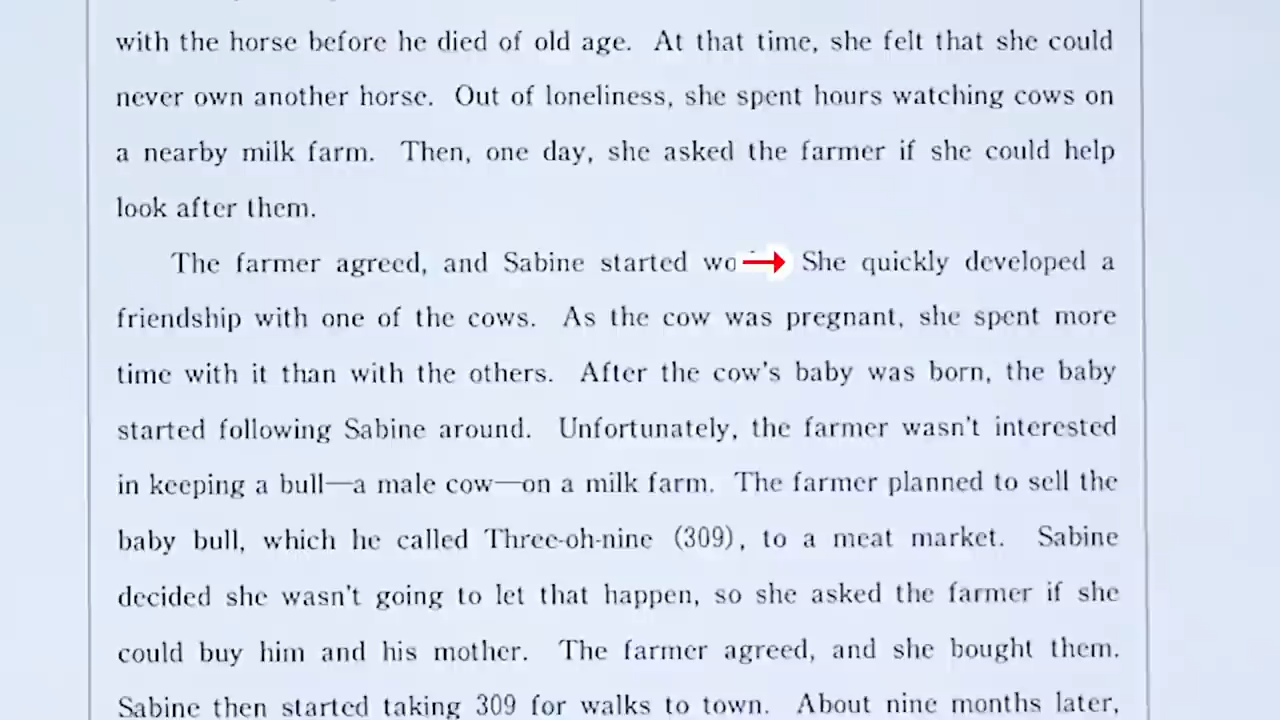 with the horse before he died of old age. At that time, she felt that she could
never own another horse. Out of loneliness, she spent hours watching cows on
a nearby milk farm. Then, one day, she asked the farmer if she could help
look after them.
The farmer agreed, and Sabine started She quickly developed a
friendship with one of the cows. As the cow was pregnant, she spent more
time with it than with the others. After the cow's baby was born, the baby
started following Sabine around. Unfortunately, the farmer wasn't interested
in keeping a bull—a male cow—on a milk farm. The farmer planned to sell the
baby bull, which he called Three-oh-nine (309), to a meat market. Sabine
decided she wasn't going to let that happen, so she asked the farmer if she
could buy him and his mother. The farmer agreed, and she bought them.
Sabine then started taking 309 for walks to town. About nine months later,